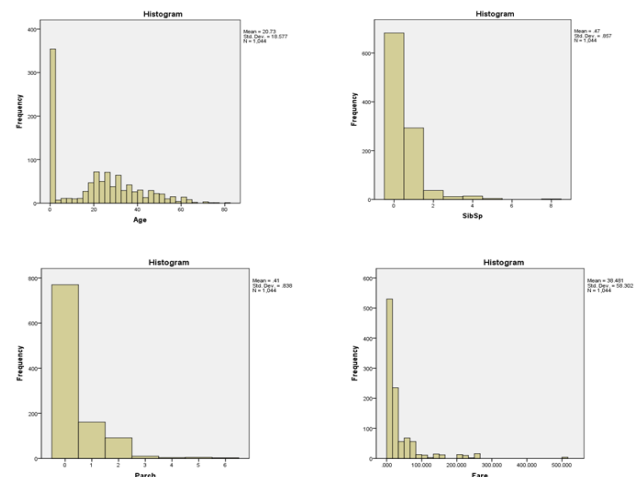 Histogram
Mean = 20.73
Std. Dev. = 18.577
N = 1,044
400
300
200
100
0
Frequency
0
20
40
60
80
Age
Histogram
Mean = .47
Std. Dev. = .857
N = 1,044
600
400
200
0
Frequency
0
2
4
6
8
SibSp
Histogram
Mean = .41
Std. Dev. = .836
N = 1,044
800
600
400
200
0
Frequency
0
1
2
3
4
5
6
Parch
Histogram
Std. Dev. = 58.302
N = 1,044
600
500
400
300
200
100
0
Frequency
.000
100.000
200.000
300.000
400.000
500.000
Fare